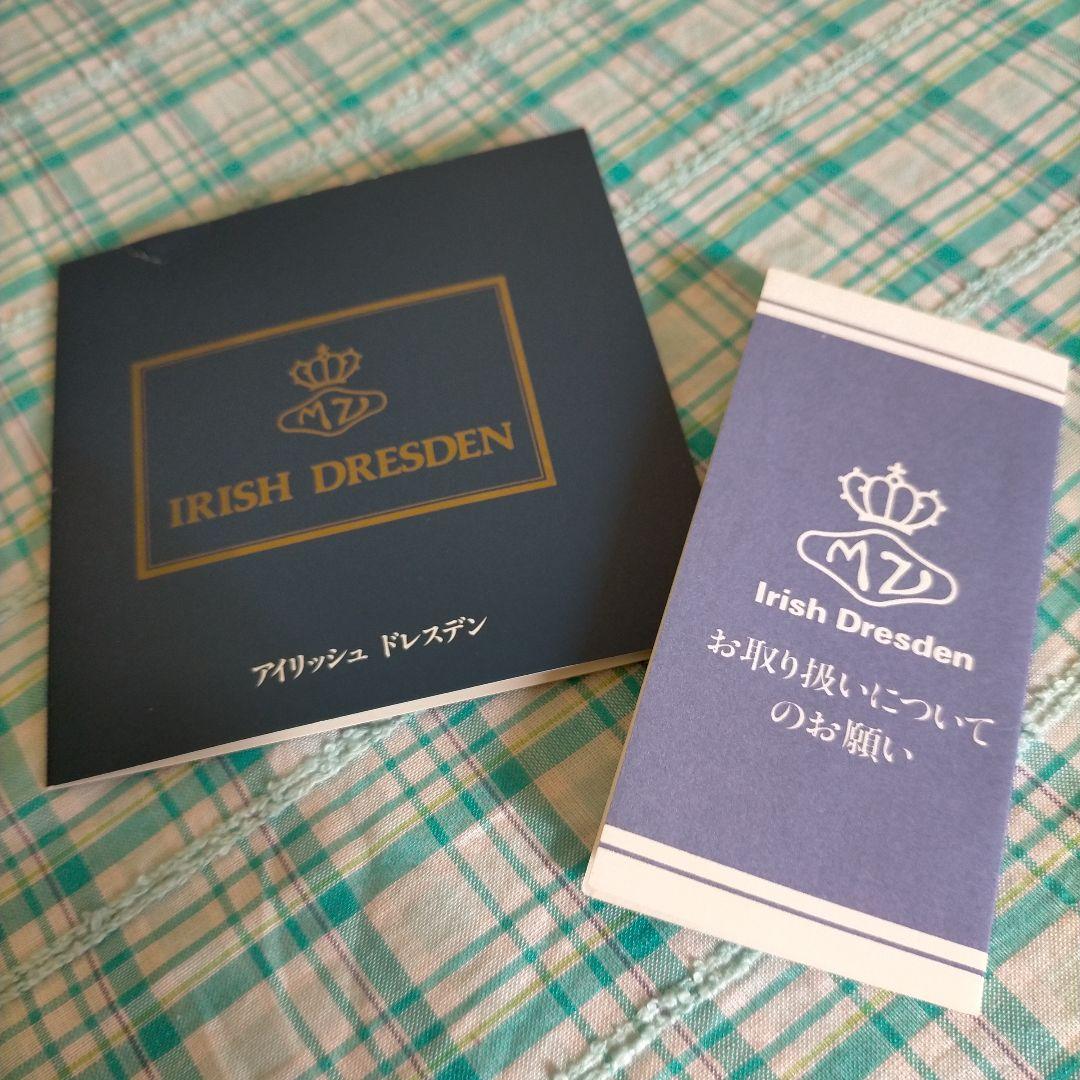 MZ
IRISH DRESDEN
アイリッシュ ドレスデン
MZ
Irish Dresden
お取り扱いについて
のお願い